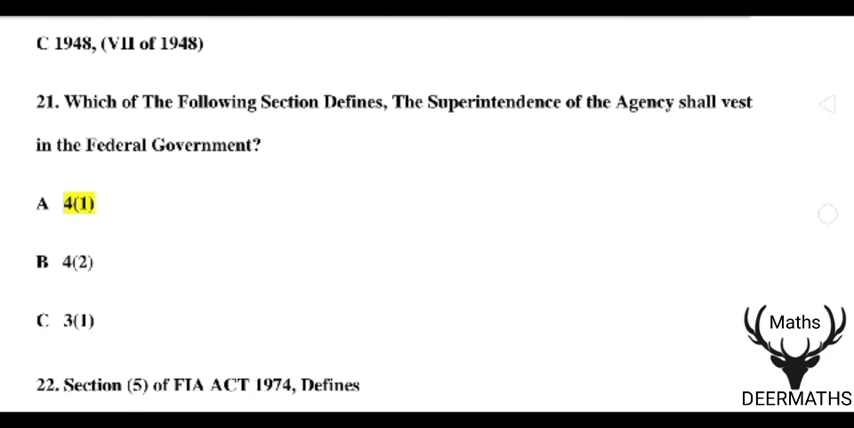 C 1948, (VII of 1948)
21. Which of The Following Section Defines, The Superintendence of the Agency shall vest
in the Federal Government?
A 4(1)
B 4(2)
C 3(1)
22. Section (5) of FIA ACT 1974, Defines
Maths
DEERMATHS